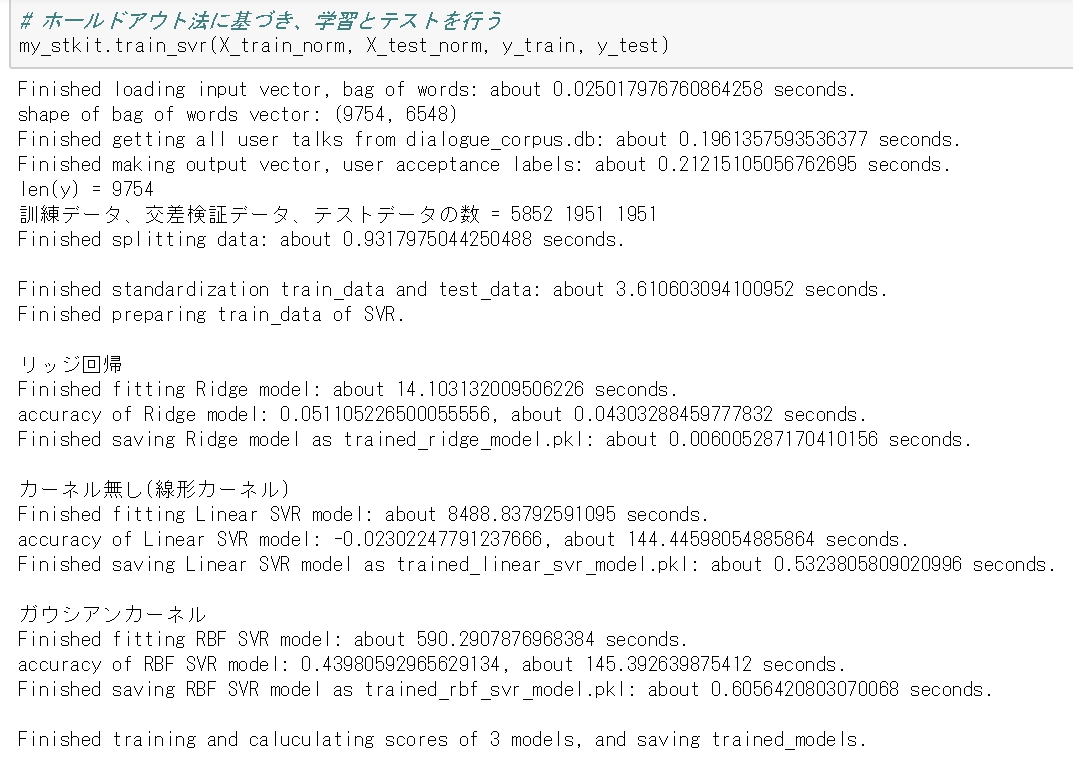 # ホールドアウト法に基づき、学習とテストを行う
my_stkit.train_svr(X_train_norm, X_test_norm, y_train, y_test)
Finished loading input vector, bag of words: about 0.025017976760864258 seconds.
shape of bag of words vector: (9754, 6548)
Finished getting all user talks from dialogue_corpus.db: about 0.1961357593536377 seconds.
Finished making output vector, user acceptance labels: about 0.21215105056762695 seconds.
len(y) = 9754
訓練データ、交差検証データ、テストデータの数 = 5852 1951 1951
Finished splitting data: about 0.9317975044250488 seconds.
Finished standardization train_data and test_data: about 3.610603094100952 seconds.
Finished preparing train_data of SVR.
リッジ回帰
Finished fitting Ridge model: about 14.103132009506226 seconds.
accuracy of Ridge model: 0.051105226500055556, about 0.04303288459777832 seconds.
Finished saving Ridge model as trained_ridge_model.pkl: about 0.006005287170410156 seconds.
カーネル無し(線形カーネル)
Finished fitting Linear SVR model: about 8488.83792591095 seconds.
accuracy of Linear SVR model: -0.02302247791237666, about 144.44598054885864 seconds.
Finished saving Linear SVR model as trained_linear_svr_model.pkl: about 0.5323805809020996 seconds.
ガウシアンカーネル
Finished fitting RBF SVR model: about 590.2907876968384 seconds.
accuracy of RBF SVR model: 0.43980592965629134, about 145.392639875412 seconds.
Finished saving RBF SVR model as trained_rbf_svr_model.pkl: about 0.6056420803070068 seconds.
Finished training and caluculating scores of 3 models, and saving trained_models.